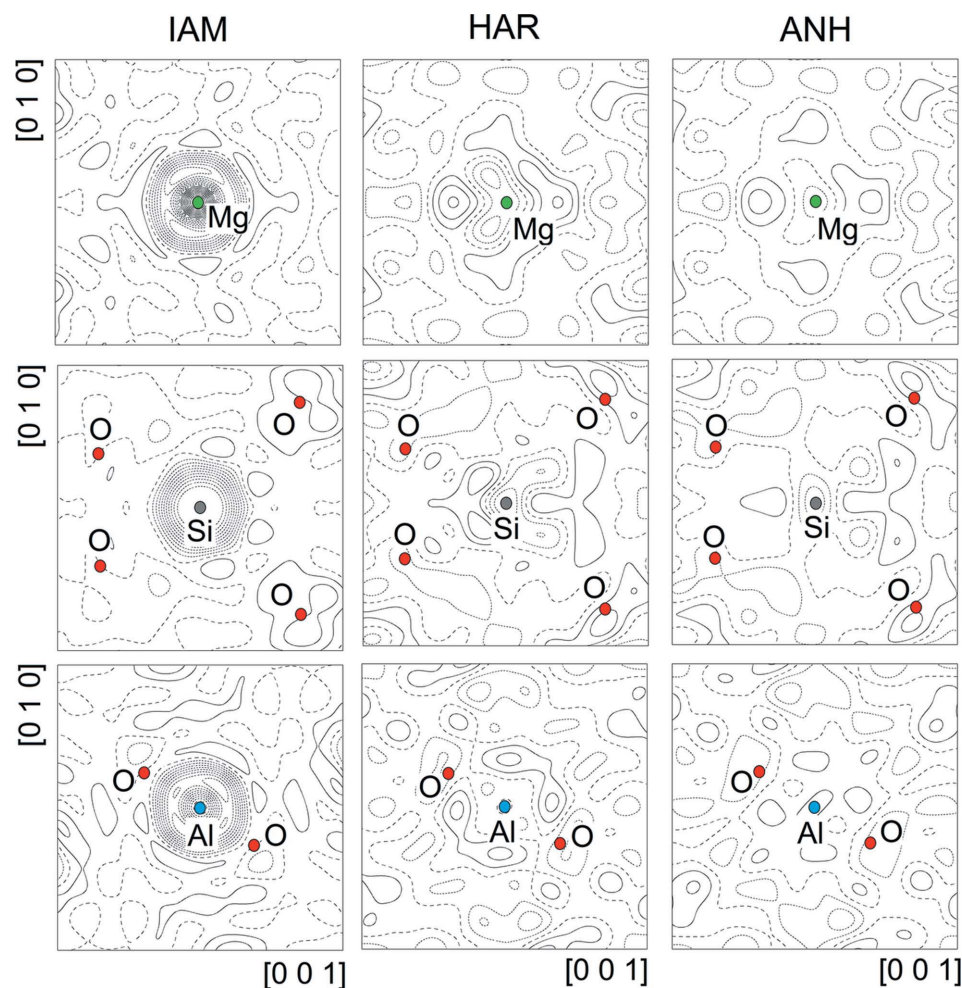 IAM HAR ANH
[0 1 0]
Mg Mg Mg
[0 1 0]
O O O O O O
O O O O O O
Si Si Si
[0 1 0]
O O O
O O O
Al Al Al
[0 0 1] [0 0 1] [0 0 1]